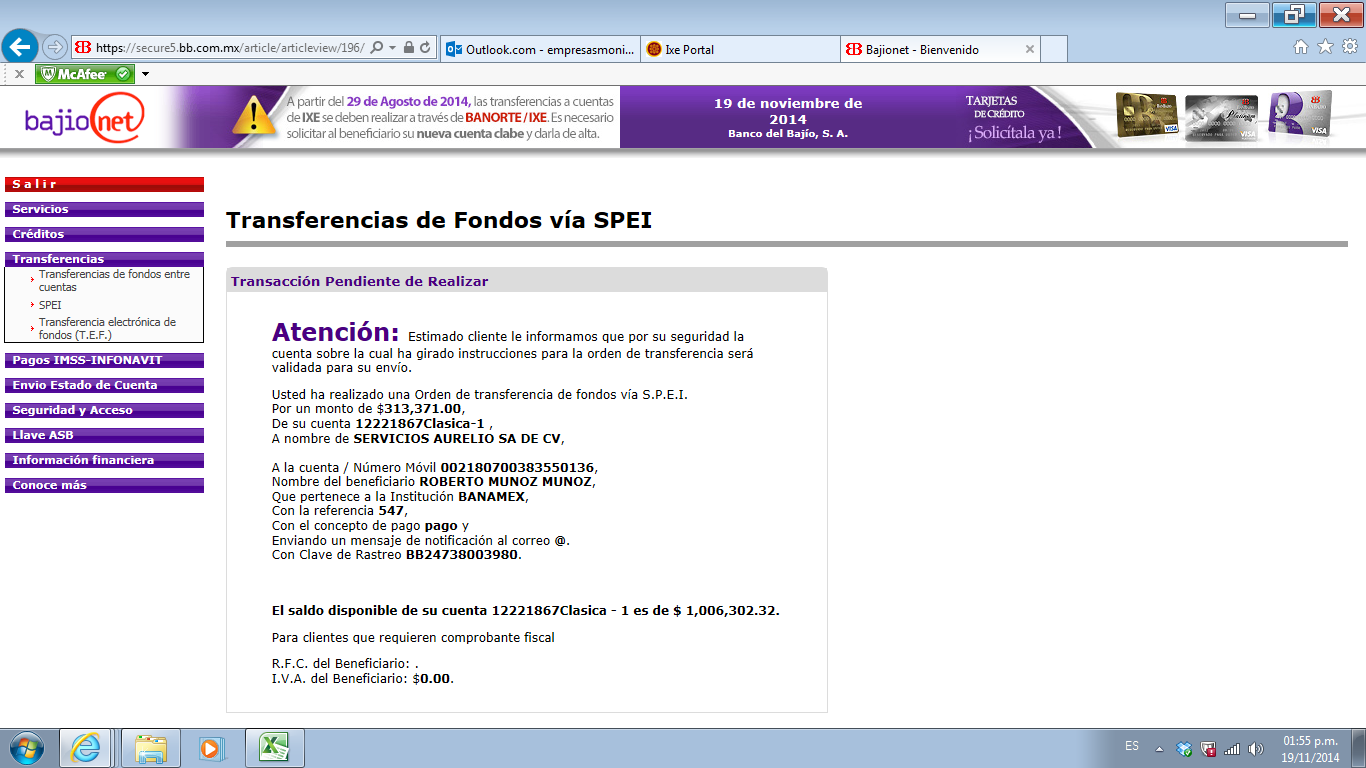 https://secure5.bb.com.mx/article/articleview/196/
Outlook.com - empresasmoni...
Ixe Portal
Bajionet - Bienvenido
McAfee
bajionet
A partir del 29 de Agosto de 2014, las transferencias a cuentas
de IXE se deben realizar a través de BANORTE / IXE. Es necesario
solicitar al beneficiario su nueva cuenta clabe y darla de alta.
19 de noviembre de
2014
Banco del Bajío, S. A.
TARJETAS
DE CRÉDITO
¡Solicítala ya !
Platinum
VISA
VISA
VISA
S a l i r
Servicios
Créditos
Transferencias
Transferencias de fondos entre
cuentas
SPEI
Transferencia electrónica de
fondos (T.E.F.)
Pagos IMSS-INFONAVIT
Envio Estado de Cuenta
Seguridad y Acceso
Llave ASB
Información financiera
Conoce más
Transferencias de Fondos vía SPEI
Transacción Pendiente de Realizar
Atención: Estimado cliente le informamos que por su seguridad la
cuenta sobre la cual ha girado instrucciones para la orden de transferencia será
validada para su envío.
Usted ha realizado una Orden de transferencia de fondos vía S.P.E.I.
Por un monto de $313,371.00,
De su cuenta 12221867Clasica-1 ,
A nombre de SERVICIOS AURELIO SA DE CV,
A la cuenta / Número Móvil 002180700383550136,
Nombre del beneficiario ROBERTO MUNOZ MUNOZ,
Que pertenece a la Institución BANAMEX,
Con la referencia 547,
Con el concepto de pago pago y
Enviando un mensaje de notificación al correo @.
Con Clave de Rastreo BB24738003980.
El saldo disponible de su cuenta 12221867Clasica - 1 es de $ 1,006,302.32.
Para clientes que requieren comprobante fiscal
R.F.C. del Beneficiario: .
I.V.A. del Beneficiario: $0.00.
ES
01:55 p.m.
19/11/2014